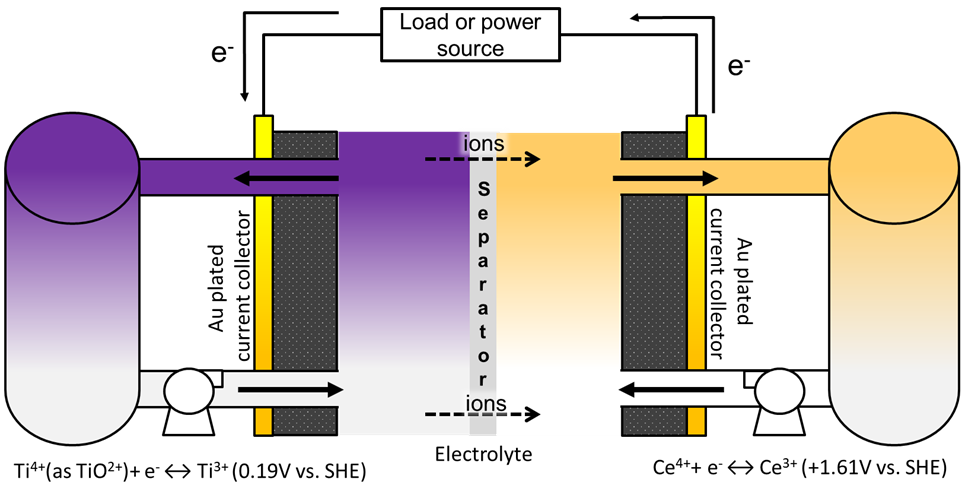 Load or power
source
e-
e-
ions
Separator
Au plated
current collector
Au plated
current collector
ions
Electrolyte
Ti4+(as TiO2+)+ e- ↔ Ti3+ (0.19V vs. SHE)
Ce4++ e- ↔ Ce3+ (+1.61V vs. SHE)